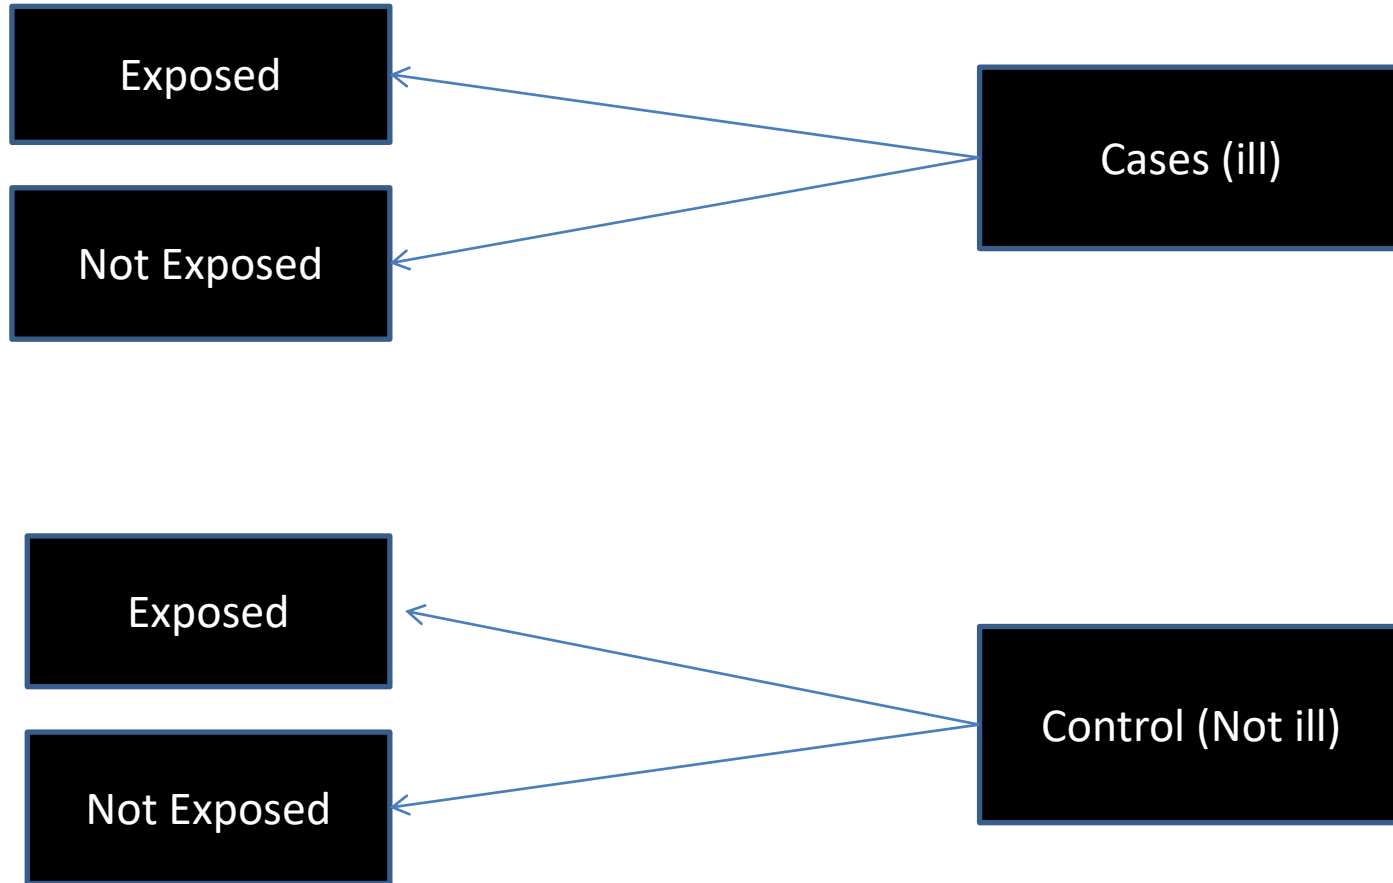 Exposed
Cases (ill)
Not Exposed
Exposed
Control (Not ill)
Not Exposed